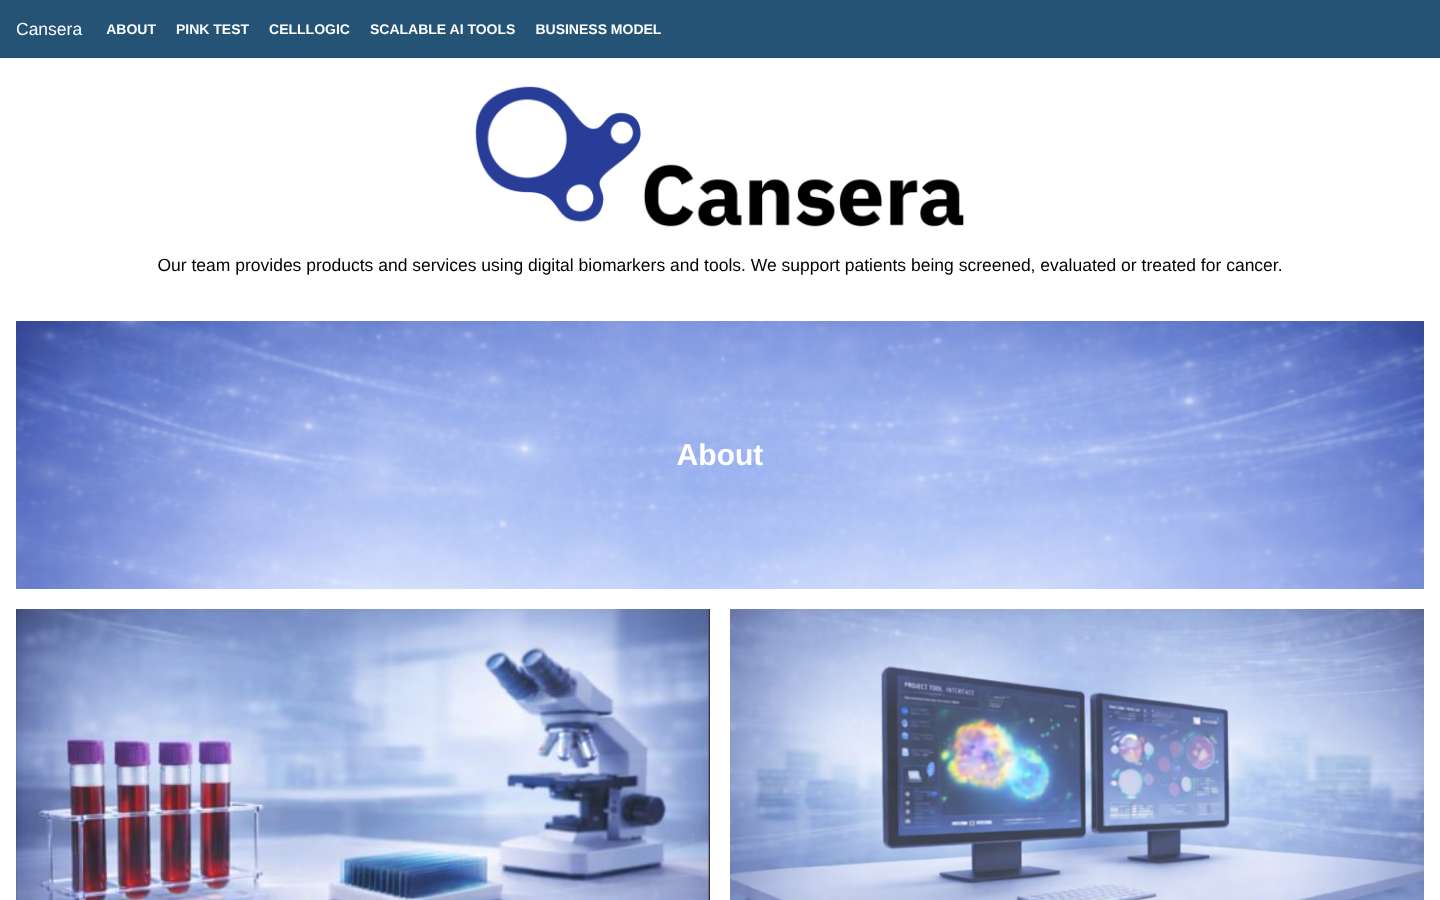 Cansera ABOUT PINK TEST CELLLOGIC SCALABLE AI TOOLS BUSINESS MODEL
Cansera
Our team provides products and services using digital biomarkers and tools. We support patients being screened, evaluated or treated for cancer.
About
PROJECT TOOL INTERFACE